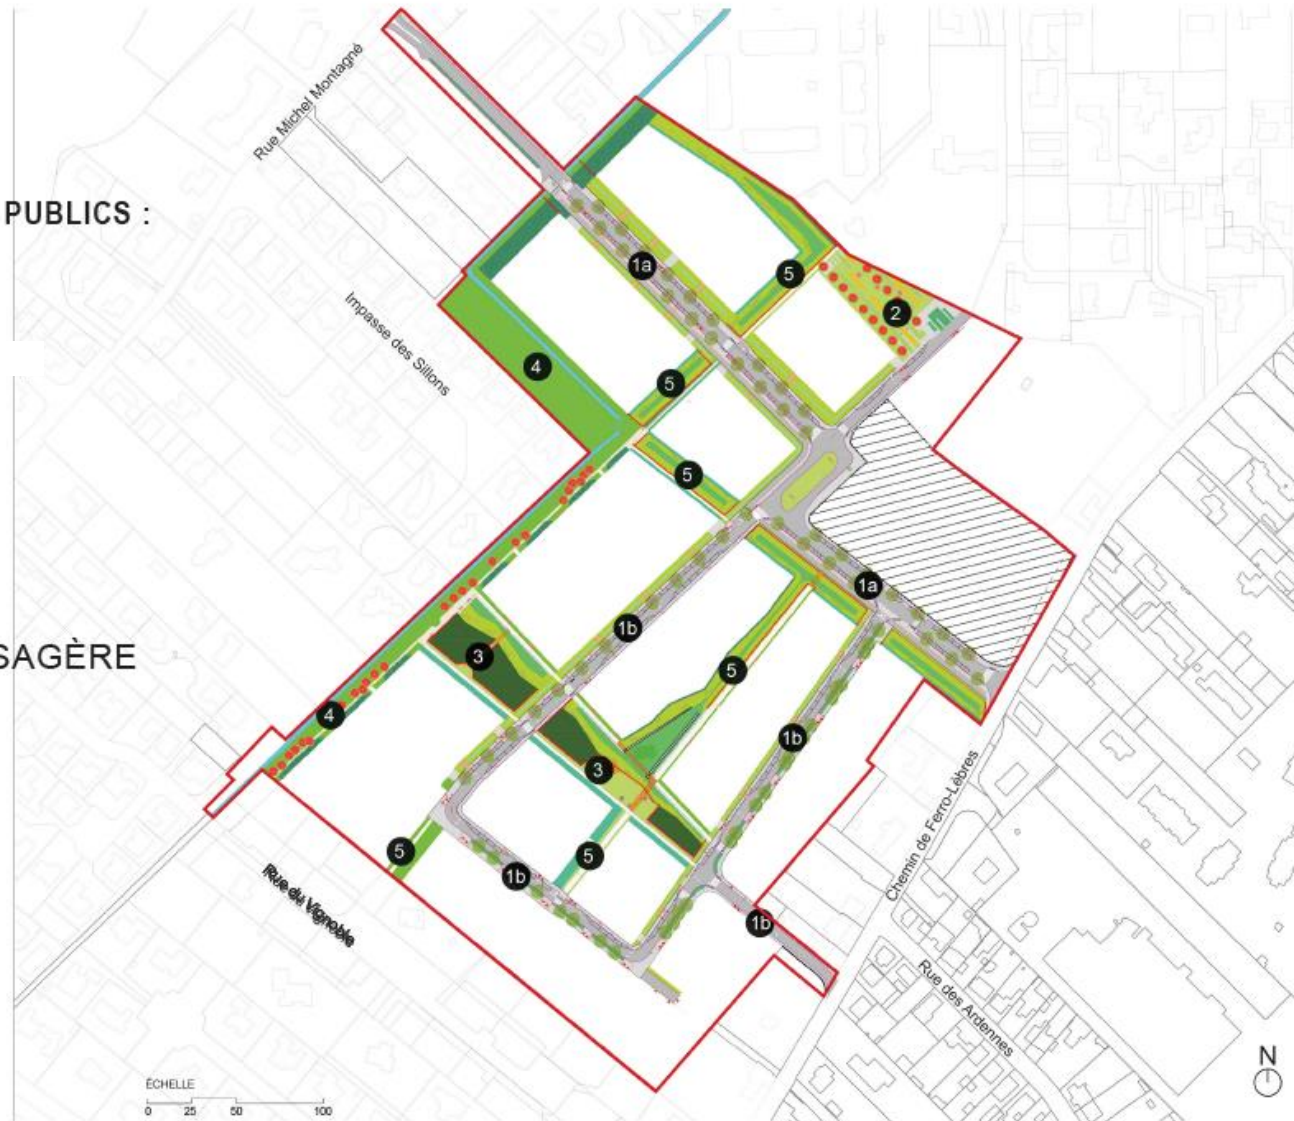 Rue Michel Montagné
PUBLICS :
1a
5
2
Impasse des Sillons
4
5
5
1a
1b
3
5
SAGÈRE
4
1b
3
Chemin de Ferro-Lèbres
5
5
1b
Rue du Vignoble
1b
Rue des Ardennes
N
ÉCHELLE
0 25 50 100